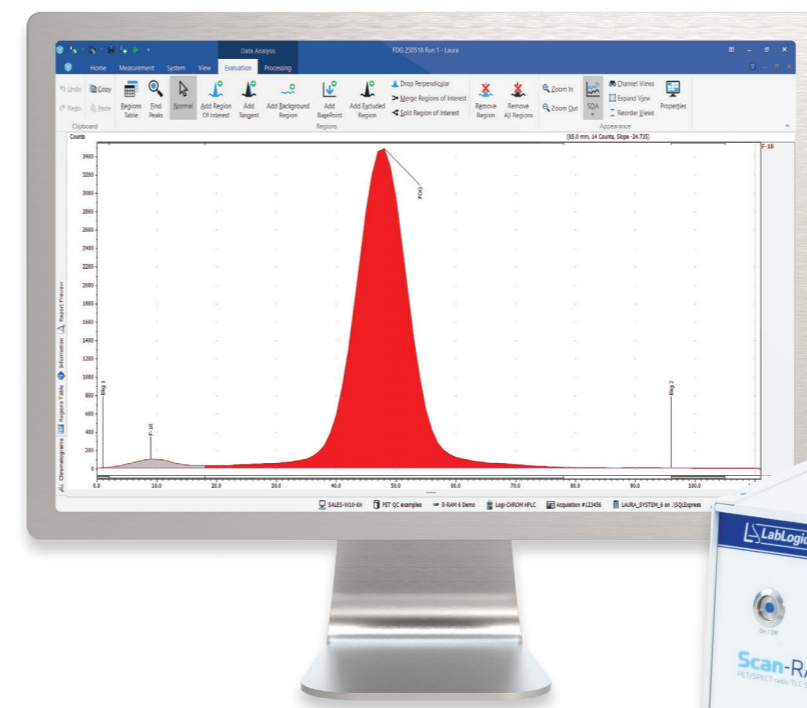 Data Analysis
FDG 250518 Run 1 - Laura
Home Measurement System View Evaluation Processing
Undo Copy
Redo Paste
Clipboard
Regions Table
Find Peaks
Normal
Add Region Of Interest
Add Tangent
Add Background Region
Add BasePoint
Add Excluded Region
Drop Perpendicular
Merge Regions of Interest
Split Region of Interest
Regions
Remove Region
Remove All Regions
Zoom In
Zoom Out
SDA
Channel Views
Expand View
Reorder Views
Properties
Appearance
Counts
(85.0 mm, 14 Counts, Slope -24.735)
F-18
3400
3200
3000
2800
2600
2400
2200
2000
1800
1600
1400
1200
1000
800
600
400
200
0
Bkg 1
F-18
FDG
Bkg 2
0.0 10.0 20.0 30.0 40.0 50.0 60.0 70.0 80.0 90.0 100.0
Report Preview
Information
Regions Table
Chromatograms
SALES-W10-KH PET QC examples B-RAM 6 Demo Logi-CHRON HPLC Acquisition #123456 LAURA_SYSTEM_6 on .\SQLExpress
LabLogic
On / Off
Scan-RA
PET/SPECT radio-TLC S